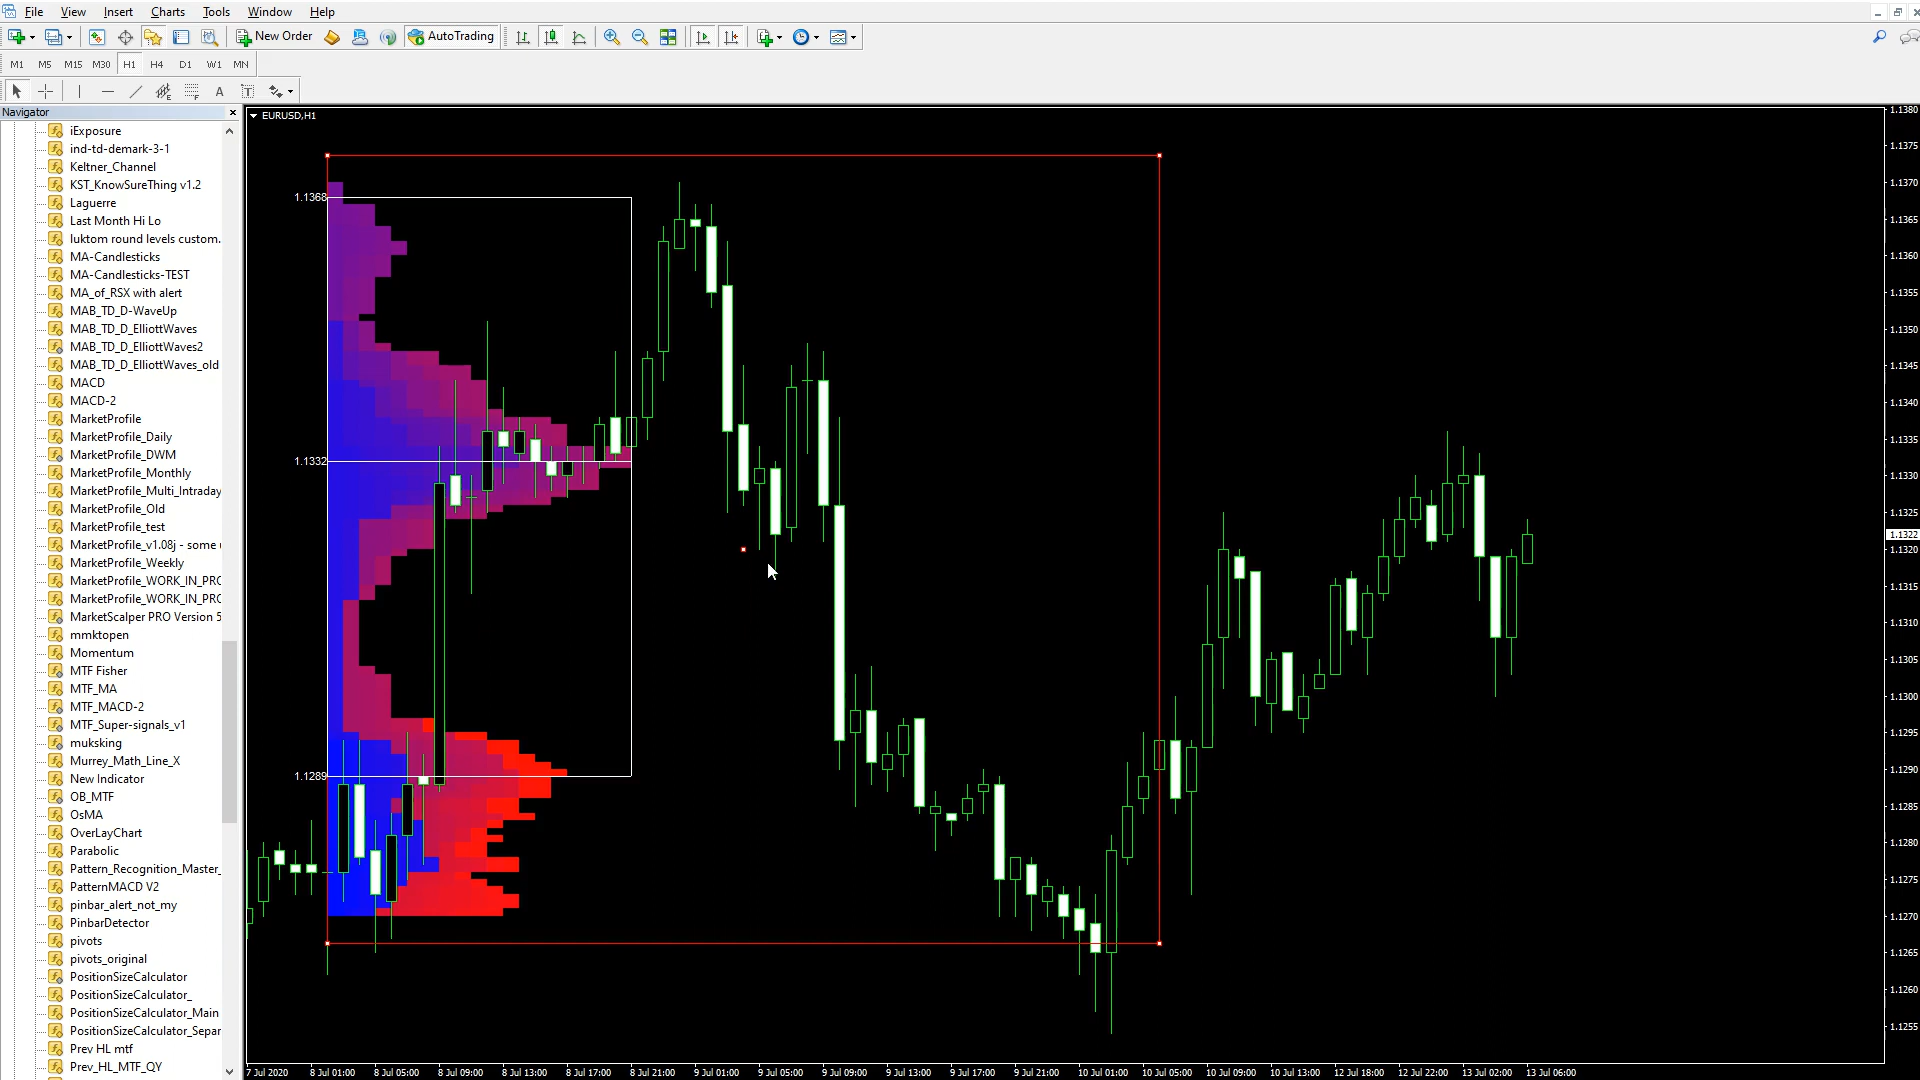 File View Insert Charts Tools Window Help
New Order AutoTrading
M1 M5 M15 M30 H1 H4 D1 W1 MN
A T
Navigator
iExposure
ind-td-demark-3-1
Keltner_Channel
KST_KnowSureThing v1.2
Laguerre
Last Month Hi Lo
luktom round levels custom.
MA-Candlesticks
MA-Candlesticks-TEST
MA_of_RSX with alert
MAB_TD_D-WaveUp
MAB_TD_D_ElliottWaves
MAB_TD_D_ElliottWaves2
MAB_TD_D_ElliottWaves_old
MACD
MACD-2
MarketProfile
MarketProfile_Daily
MarketProfile_DWM
MarketProfile_Monthly
MarketProfile_Multi_Intraday
MarketProfile_Old
MarketProfile_test
MarketProfile_v1.08j - some
MarketProfile_Weekly
MarketProfile_WORK_IN_PRC
MarketProfile_WORK_IN_PRC
MarketScalper PRO Version 5
mmktopen
Momentum
MTF Fisher
MTF_MA
MTF_MACD-2
MTF_Super-signals_v1
muksking
Murrey_Math_Line_X
New Indicator
OB_MTF
OsMA
OverLayChart
Parabolic
Pattern_Recognition_Master_
PatternMACD V2
pinbar_alert_not_my
PinbarDetector
pivots
pivots_original
PositionSizeCalculator
PositionSizeCalculator_
PositionSizeCalculator_Main
PositionSizeCalculator_Separ
Prev HL mtf
Prev_HL_MTF_QY
EURUSD,H1
1.1368
1.1332
1.1289
1.1380
1.1375
1.1370
1.1365
1.1360
1.1355
1.1350
1.1345
1.1340
1.1335
1.1330
1.1325
1.1322
1.1320
1.1315
1.1310
1.1305
1.1300
1.1295
1.1290
1.1285
1.1280
1.1275
1.1270
1.1265
1.1260
1.1255
7 Jul 2020 8 Jul 01:00 8 Jul 05:00 8 Jul 09:00 8 Jul 13:00 8 Jul 17:00 8 Jul 21:00 9 Jul 01:00 9 Jul 05:00 9 Jul 09:00 9 Jul 13:00 9 Jul 17:00 9 Jul 21:00 10 Jul 01:00 10 Jul 05:00 10 Jul 09:00 10 Jul 13:00 12 Jul 18:00 12 Jul 22:00 13 Jul 02:00 13 Jul 06:00